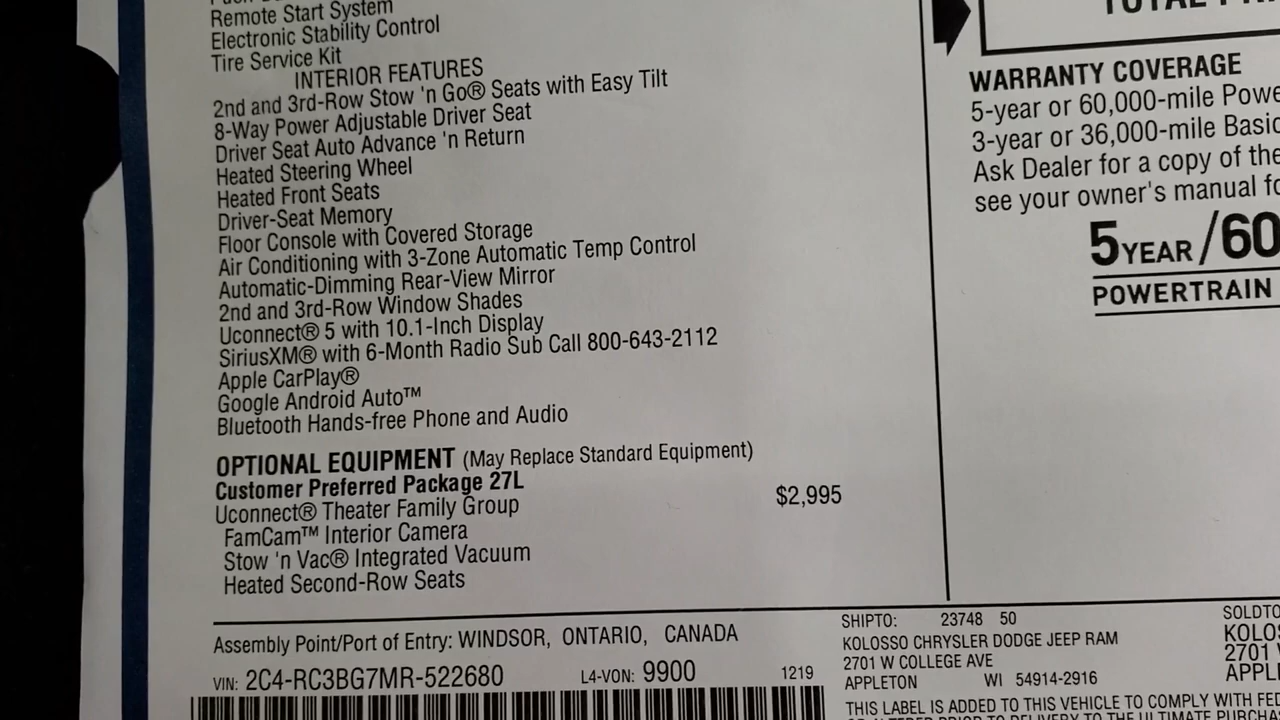 Remote Start System
Electronic Stability Control
Tire Service Kit
INTERIOR FEATURES
2nd and 3rd-Row Stow 'n Go® Seats with Easy Tilt
8-Way Power Adjustable Driver Seat
Driver Seat Auto Advance 'n Return
Heated Steering Wheel
Heated Front Seats
Driver-Seat Memory
Floor Console with Covered Storage
Air Conditioning with 3-Zone Automatic Temp Control
Automatic-Dimming Rear-View Mirror
2nd and 3rd-Row Window Shades
Uconnect® 5 with 10.1-Inch Display
SiriusXM® with 6-Month Radio Sub Call 800-643-2112
Apple CarPlay®
Google Android Auto™
Bluetooth Hands-free Phone and Audio
OPTIONAL EQUIPMENT (May Replace Standard Equipment)
Customer Preferred Package 27L
Uconnect® Theater Family Group $2,995
FamCam™ Interior Camera
Stow 'n Vac® Integrated Vacuum
Heated Second-Row Seats
Assembly Point/Port of Entry: WINDSOR, ONTARIO, CANADA
VIN: 2C4-RC3BG7MR-522680 L4-VON: 9900 1219
TOTAL
WARRANTY COVERAGE
5-year or 60,000-mile
3-year or 36,000-mile Basic
Ask Dealer for a copy of the
see your owner's manual
5 YEAR/60
POWERTRAIN
SHIPTO: 23748 50
KOLOSSO CHRYSLER DODGE JEEP RAM
2701 W COLLEGE AVE
APPLETON WI 54914-2916
SOLDTO
KOLO
2701
APPL
THIS LABEL IS ADDED TO THIS VEHICLE TO COMPLY WITH FED